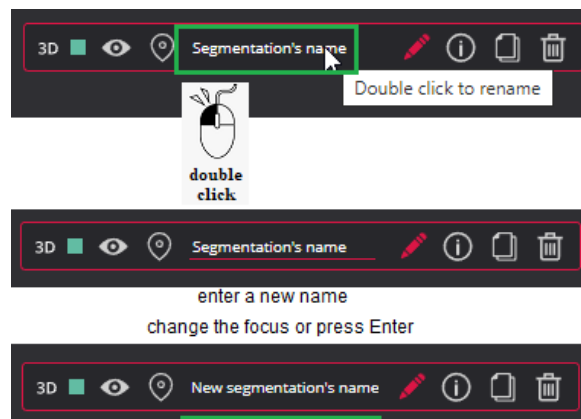 3D Segmentation's name
Double click to rename
double
click
3D Segmentation's name
enter a new name
change the focus or press Enter
3D New segmentation's name